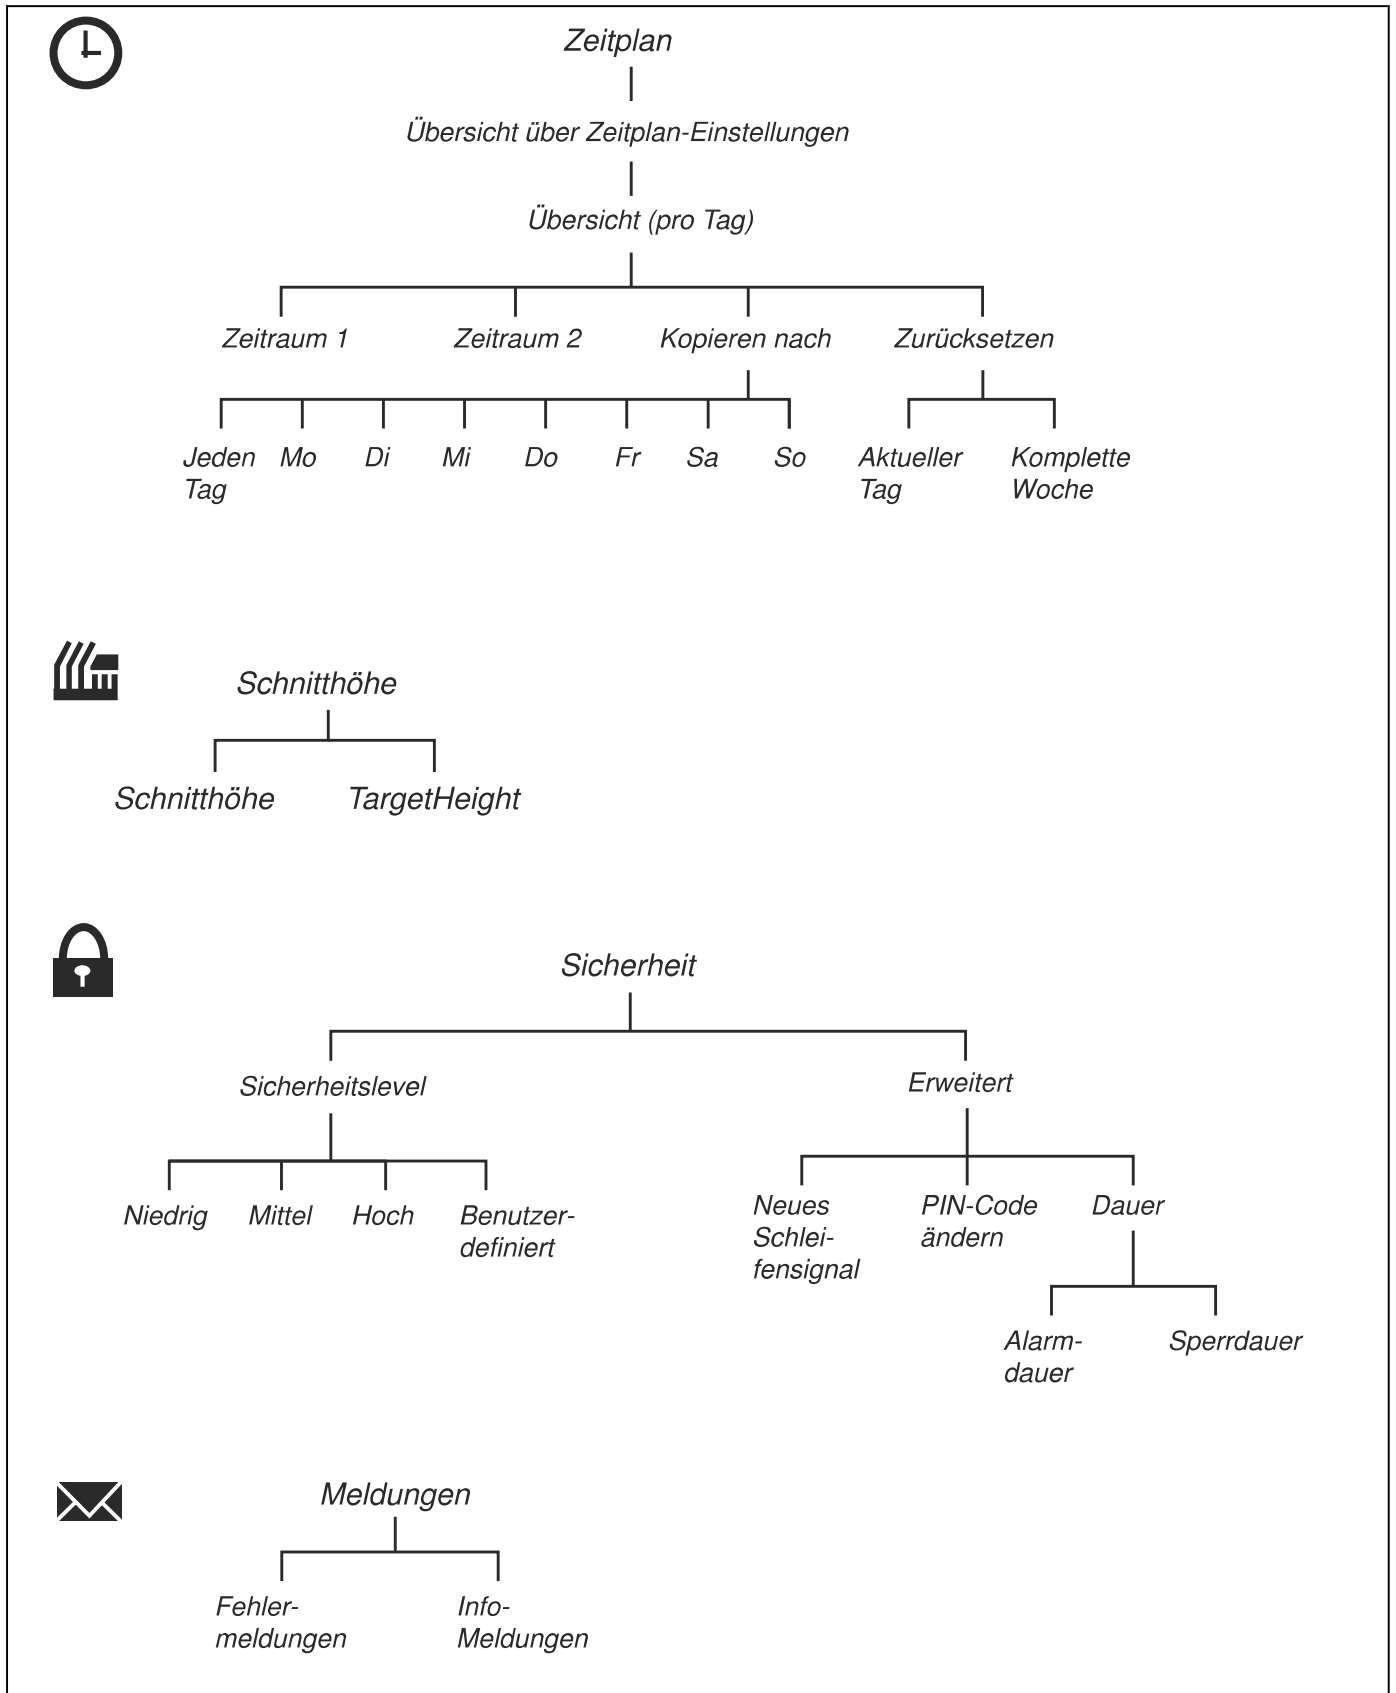 Zeitplan
Übersicht über Zeitplan-Einstellungen
Übersicht (pro Tag)
Zeitraum 1 Zeitraum 2 Kopieren nach Zurücksetzen
Jeden Mo Di Mi Do Fr Sa So Aktueller Komplette
Tag Tag Woche
Schnitthöhe
Schnitthöhe TargetHeight
Sicherheit
Sicherheitslevel Erweitert
Niedrig Mittel Hoch Benutzer-
definiert
Neues PIN-Code Dauer
Schlei- ändern
fensignal
Alarm- Sperrdauer
dauer
Meldungen
Fehler- Info-
meldungen Meldungen